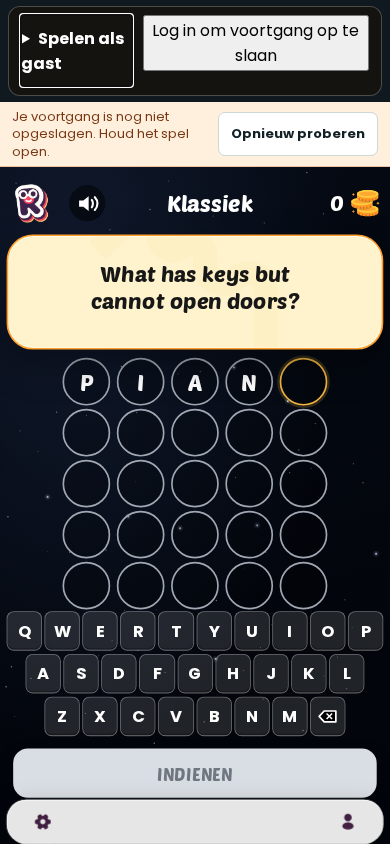 Spelen als
gast
Log in om voortgang op te
slaan
Je voortgang is nog niet
opgeslagen. Houd het spel
open.
Opnieuw proberen
Klassiek
0
What has keys but
cannot open doors?
P I A N
Q W E R T Y U I O P
A S D F G H J K L
Z X C V B N M
INDIENEN